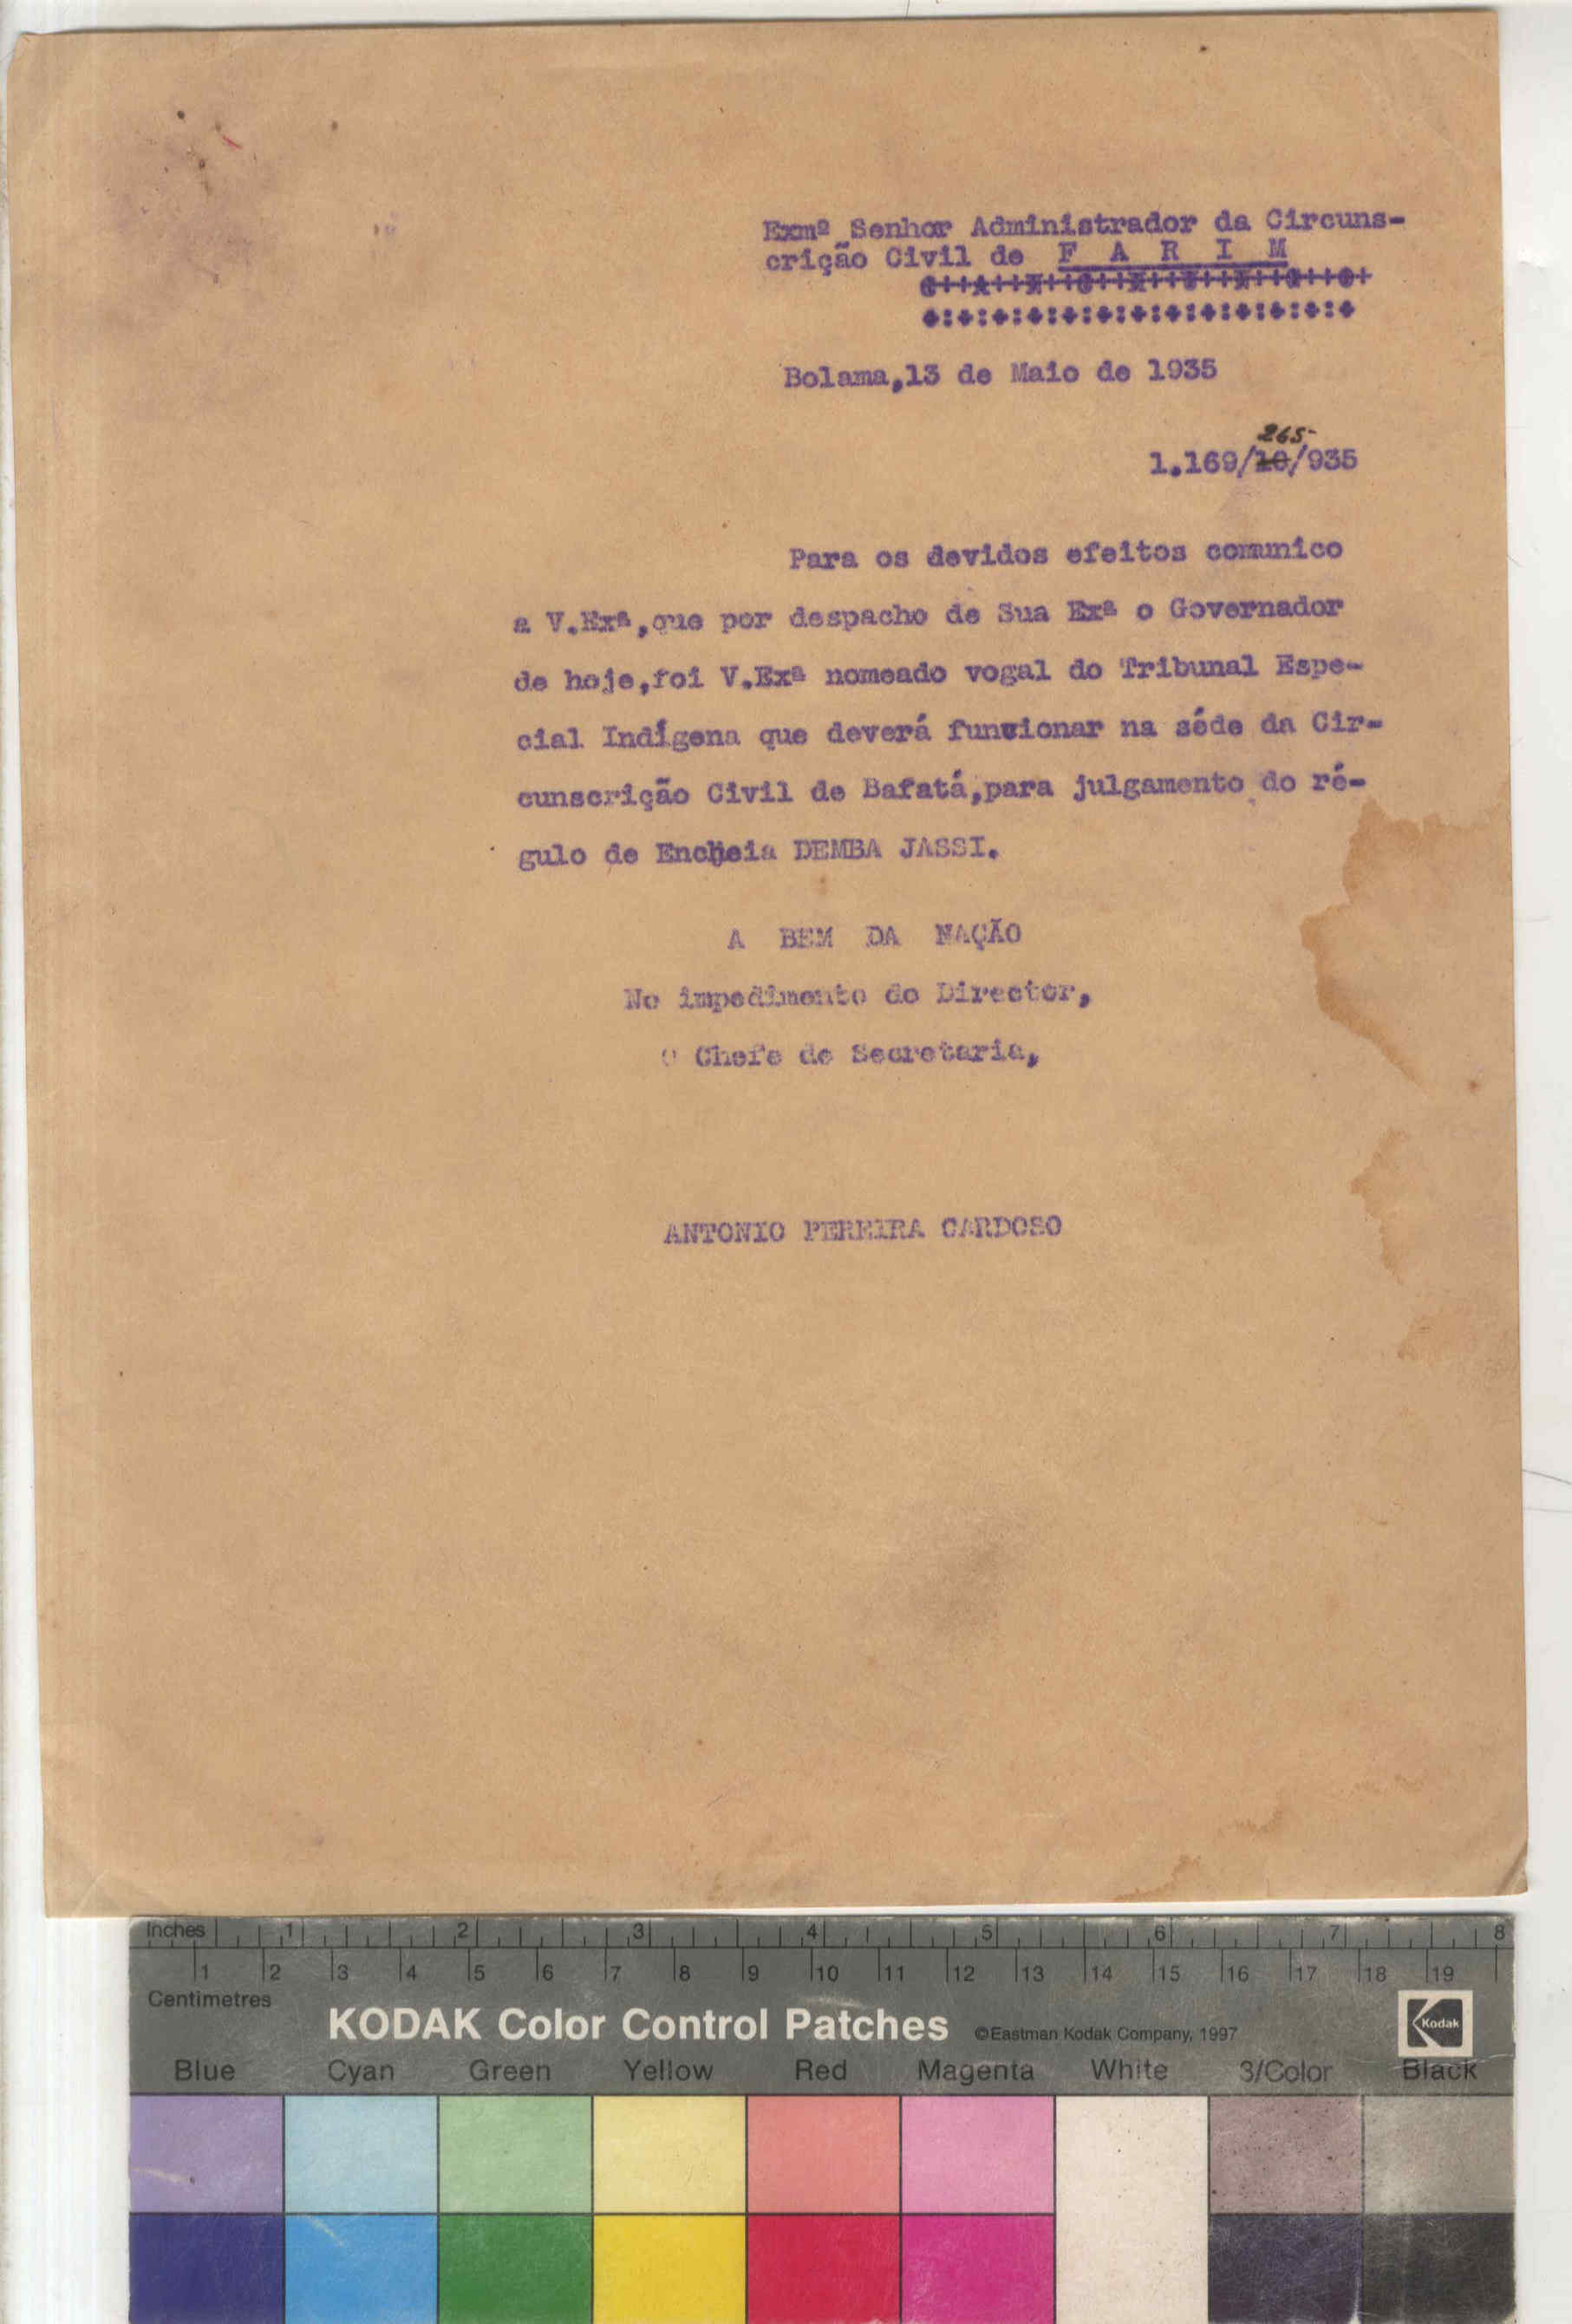 Exmº Senhor Administrador da Circuns-
crição Civil de F A R I M
Bolama,13 de Maio de 1935
265-
1.169/10/935
Para os devidos efeitos comunico
a V.Exª,que por despacho de Sua Exª o Governador
de hoje,foi V.Exª nomeado vogal do Tribunal Espe-
cial Indígena que deverá funcionar na séde da Cir-
cunscrição Civil de Bafatá,para julgamento do ré-
gulo de Encheia DEMBA JASSI.
A BEM DA NAÇÃO
No impedimento do Director,
O Chefe de Secretaria,
ANTONIO PEREIRA CARDOSO
Inches 1 2 3 4 5 6 7 8
1 2 3 4 5 6 7 8 9 10 11 12 13 14 15 16 17 18 19
Centimetres
KODAK Color Control Patches ©Eastman Kodak Company, 1997 Kodak
Blue Cyan Green Yellow Red Magenta White 3/Color Black